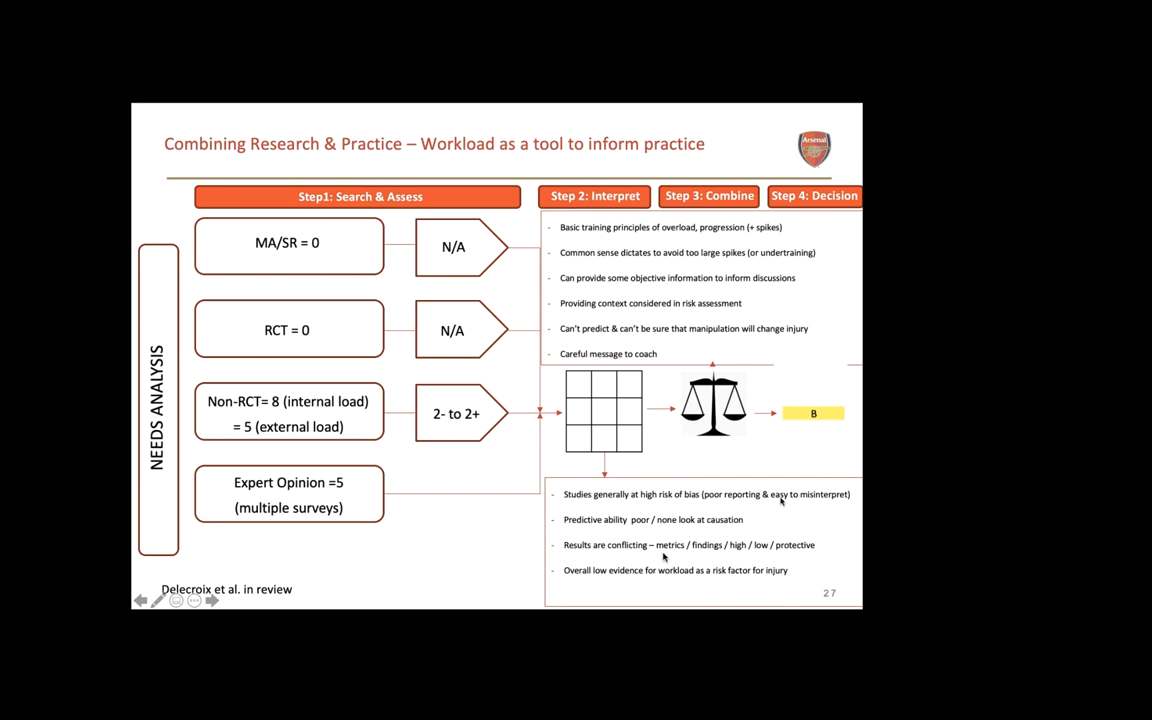 Combining Research & Practice – Workload as a tool to inform practice
Arsenal
Step1: Search & Assess
Step 2: Interpret
Step 3: Combine
Step 4: Decision
NEEDS ANALYSIS
MA/SR = 0
N/A
RCT = 0
N/A
Non-RCT= 8 (internal load)
= 5 (external load)
2- to 2+
Expert Opinion =5
(multiple surveys)
- Basic training principles of overload, progression (+ spikes)
- Common sense dictates to avoid too large spikes (or undertraining)
- Can provide some objective information to inform discussions
- Providing context considered in risk assessment
- Can't predict & can't be sure that manipulation will change injury
- Careful message to coach
B
- Studies generally at high risk of bias (poor reporting & easy to misinterpret)
- Predictive ability poor / none look at causation
- Results are conflicting – metrics / findings / high / low / protective
- Overall low evidence for workload as a risk factor for injury
Delecroix et al. in review
27